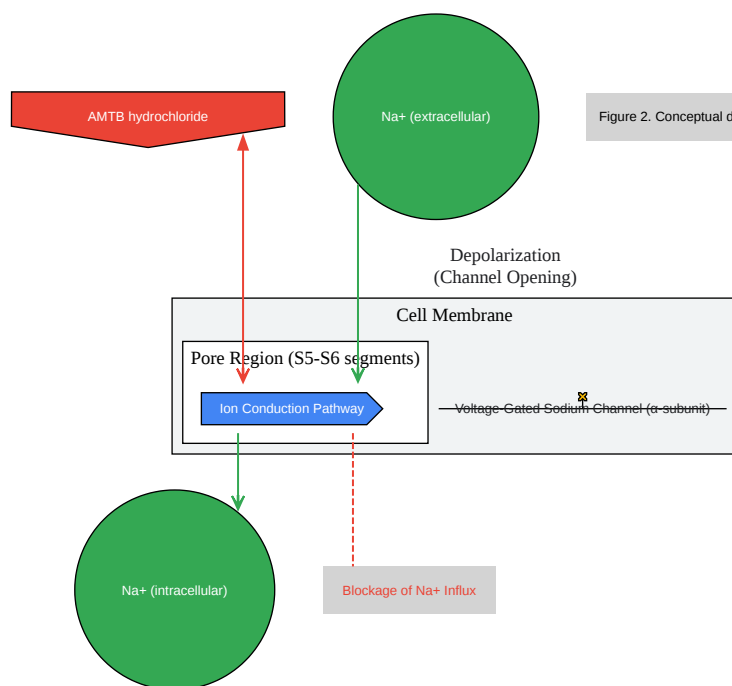 AMTB hydrochloride
Na+ (extracellular)
Figure 2. Conceptual d
Depolarization
(Channel Opening)
Cell Membrane
Pore Region (S5-S6 segments)
Ion Conduction Pathway
Voltage-Gated Sodium Channel (α-subunit)
Na+ (intracellular)
Blockage of Na+ Influx